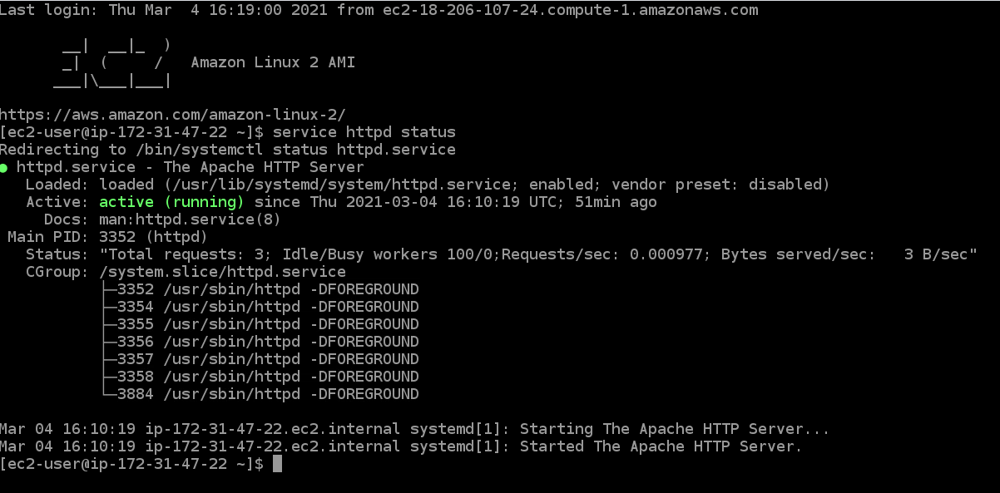 Last login: Thu Mar  4 16:19:00 2021 from ec2-18-206-107-24.compute-1.amazonaws.com
       __|  __|_  )
       _|  (     /   Amazon Linux 2 AMI
      ___|\___|___|
https://aws.amazon.com/amazon-linux-2/
[ec2-user@ip-172-31-47-22 ~]$ service httpd status
Redirecting to /bin/systemctl status httpd.service
● httpd.service - The Apache HTTP Server
   Loaded: loaded (/usr/lib/systemd/system/httpd.service; enabled; vendor preset: disabled)
   Active: active (running) since Thu 2021-03-04 16:10:19 UTC; 51min ago
     Docs: man:httpd.service(8)
 Main PID: 3352 (httpd)
   Status: "Total requests: 3; Idle/Busy workers 100/0;Requests/sec: 0.000977; Bytes served/sec:   3 B/sec"
   CGroup: /system.slice/httpd.service
           ├─3352 /usr/sbin/httpd -DFOREGROUND
           ├─3354 /usr/sbin/httpd -DFOREGROUND
           ├─3355 /usr/sbin/httpd -DFOREGROUND
           ├─3356 /usr/sbin/httpd -DFOREGROUND
           ├─3357 /usr/sbin/httpd -DFOREGROUND
           ├─3358 /usr/sbin/httpd -DFOREGROUND
           └─3884 /usr/sbin/httpd -DFOREGROUND
Mar 04 16:10:19 ip-172-31-47-22.ec2.internal systemd[1]: Starting The Apache HTTP Server...
Mar 04 16:10:19 ip-172-31-47-22.ec2.internal systemd[1]: Started The Apache HTTP Server.
[ec2-user@ip-172-31-47-22 ~]$